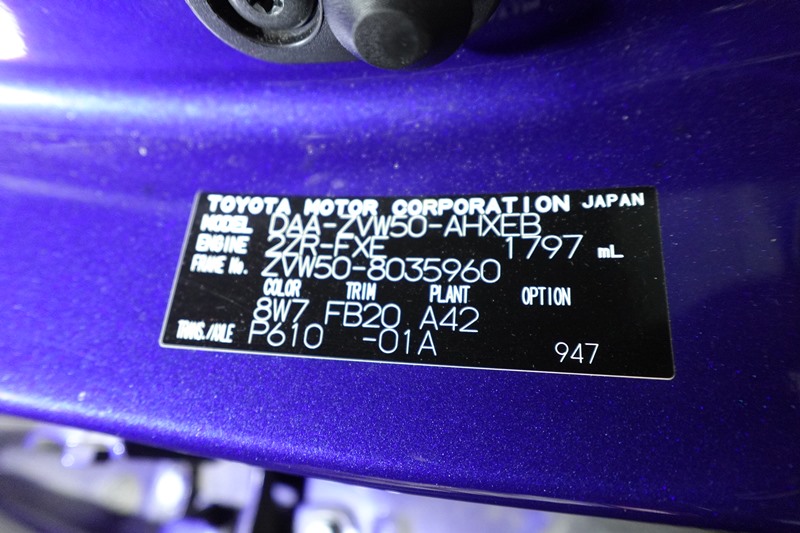 TOYOTA MOTOR CORPORATION JAPAN
MODEL DAA-ZVW50-AHXEB
ENGINE 2ZR-FXE 1797 mL
FRAME No. ZVW50-8035960
COLOR TRIM PLANT OPTION
8W7 FB20 A42
TRANS./AXLE P610 -01A 947